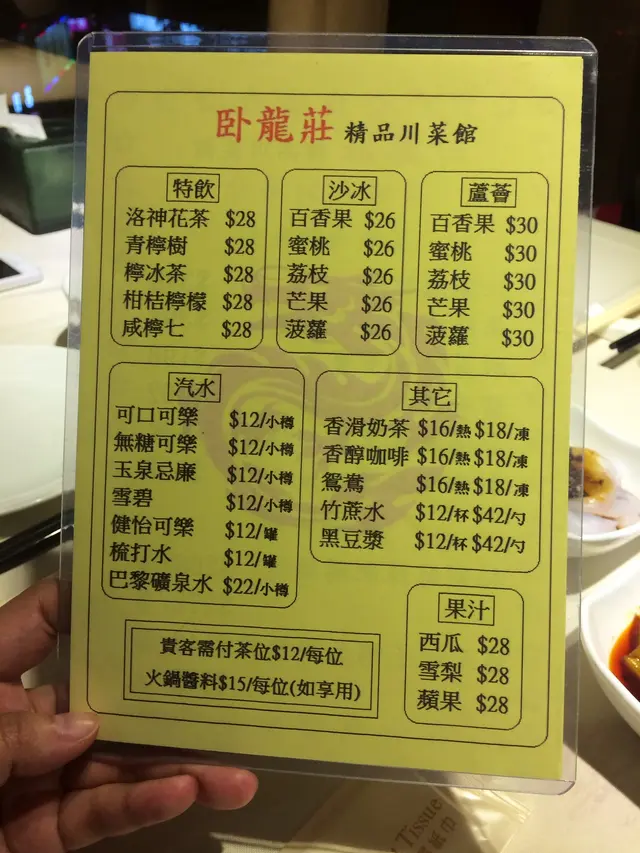 卧龍莊 精品川菜館
特飲
洛神花茶 $28
青檸樹 $28
檸冰茶 $28
柑桔檸檬 $28
咸檸七 $28
沙冰
百香果 $26
蜜桃 $26
荔枝 $26
芒果 $26
菠蘿 $26
蘆薈
百香果 $30
蜜桃 $30
荔枝 $30
芒果 $30
菠蘿 $30
汽水
可口可樂 $12/小樽
無糖可樂 $12/小樽
玉泉忌廉 $12/小樽
雪碧 $12/小樽
健怡可樂 $12/罐
梳打水 $12/罐
巴黎礦泉水 $22/小樽
其它
香滑奶茶 $16/熱 $18/凍
香醇咖啡 $16/熱 $18/凍
鴛鴦 $16/熱 $18/凍
竹蔗水 $12/杯 $42/勺
黑豆漿 $12/杯 $42/勺
果汁
西瓜 $28
雪梨 $28
蘋果 $28
貴客需付茶位$12/每位
火鍋醬料$15/每位(如享用)
Tissue
紙巾